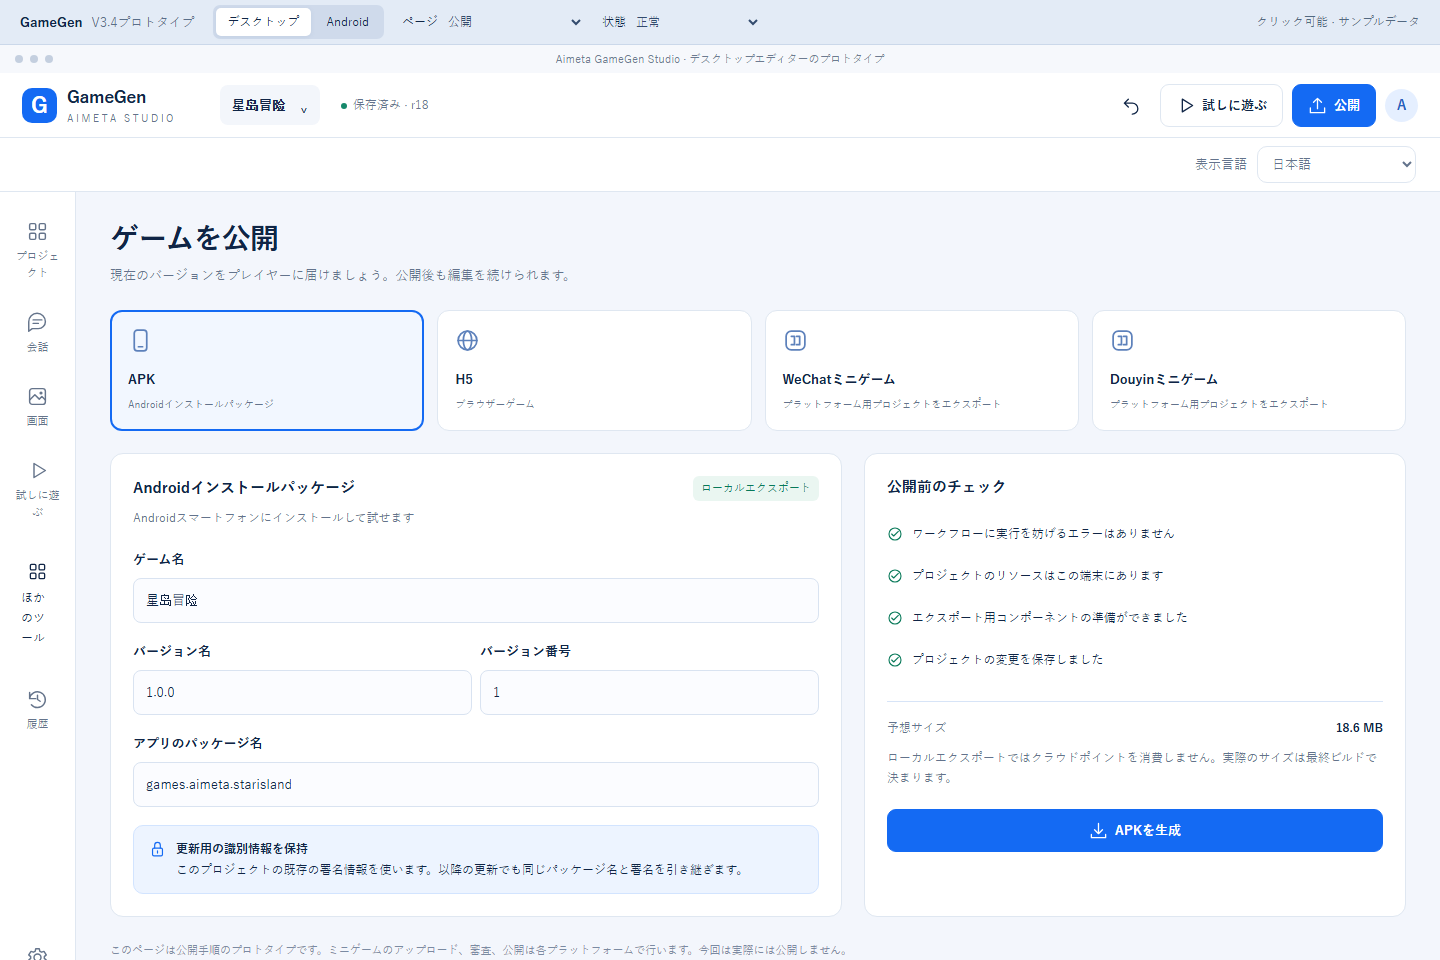 GameGen V3.4プロトタイプ デスクトップ Android ページ 公開 状態 正常 クリック可能 · サンプルデータ
Aimeta GameGen Studio · デスクトップエディターのプロトタイプ
G GameGen
AIMETA STUDIO
星岛冒险
保存済み · r18
試しに遊ぶ
公開
A
表示言語 日本語
プロジェ
クト
会話
画面
試しに遊
ぶ
ほか
のツ
ール
履歴
ゲームを公開
現在のバージョンをプレイヤーに届けましょう。公開後も編集を続けられます。
APK
Androidインストールパッケージ
H5
ブラウザーゲーム
WeChatミニゲーム
プラットフォーム用プロジェクトをエクスポート
Douyinミニゲーム
プラットフォーム用プロジェクトをエクスポート
Androidインストールパッケージ
ローカルエクスポート
Androidスマートフォンにインストールして試せます
ゲーム名
星岛冒险
バージョン名 バージョン番号
1.0.0 1
アプリのパッケージ名
games.aimeta.starisland
更新用の識別情報を保持
このプロジェクトの既存の署名情報を使います。以降の更新でも同じパッケージ名と署名を引き継ぎます。
公開前のチェック
ワークフローに実行を妨げるエラーはありません
プロジェクトのリソースはこの端末にあります
エクスポート用コンポーネントの準備ができました
プロジェクトの変更を保存しました
予想サイズ 18.6 MB
ローカルエクスポートではクラウドポイントを消費しません。実際のサイズは最終ビルドで
決まります。
APKを生成
このページは公開手順のプロトタイプです。ミニゲームのアップロード、審査、公開は各プラットフォームで行います。今回は実際には公開しません。